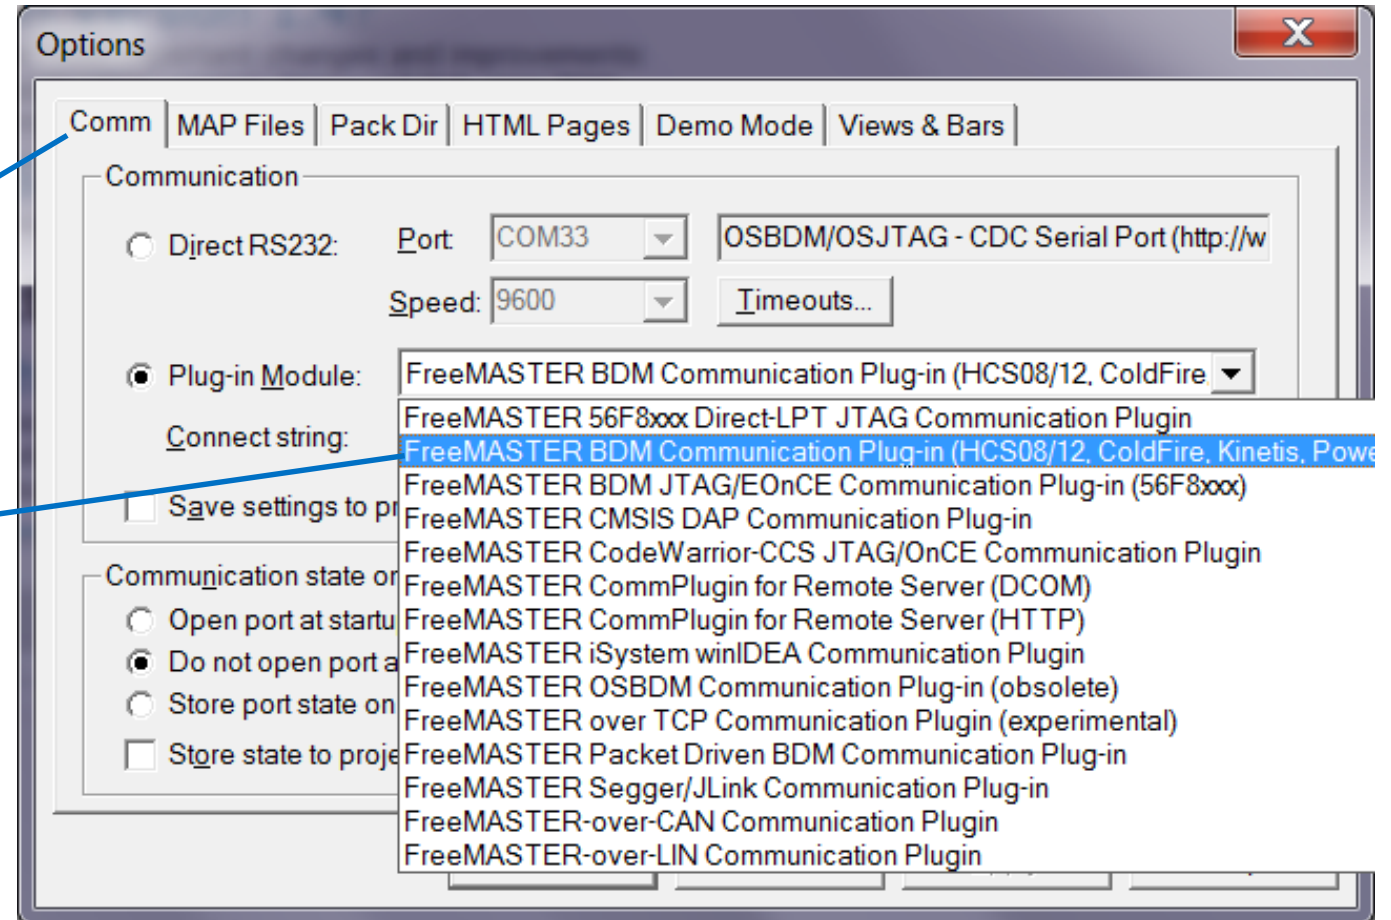 Options
Comm MAP Files Pack Dir HTML Pages Demo Mode Views & Bars
Communication
Direct RS232: Port: COM33 OSBDM/OSJTAG - CDC Serial Port (http://w
Speed: 9600 Timeouts...
Plug-in Module: FreeMASTER BDM Communication Plug-in (HCS08/12, ColdFire,
FreeMASTER 56F8xxx Direct-LPT JTAG Communication Plugin
Connect string: FreeMASTER BDM Communication Plug-in (HCS08/12, ColdFire, Kinetis, Powe
FreeMASTER BDM JTAG/EOnCE Communication Plug-in (56F8xxx)
Save settings to pr
FreeMASTER CMSIS DAP Communication Plug-in
FreeMASTER CodeWarrior-CCS JTAG/OnCE Communication Plugin
Communication state or FreeMASTER CommPlugin for Remote Server (DCOM)
Open port at startu FreeMASTER CommPlugin for Remote Server (HTTP)
Do not open port a FreeMASTER iSystem winIDEA Communication Plugin
FreeMASTER OSBDM Communication Plug-in (obsolete)
Store port state on
FreeMASTER over TCP Communication Plugin (experimental)
Store state to proje FreeMASTER Packet Driven BDM Communication Plug-in
FreeMASTER Segger/JLink Communication Plug-in
FreeMASTER-over-CAN Communication Plugin
FreeMASTER-over-LIN Communication Plugin